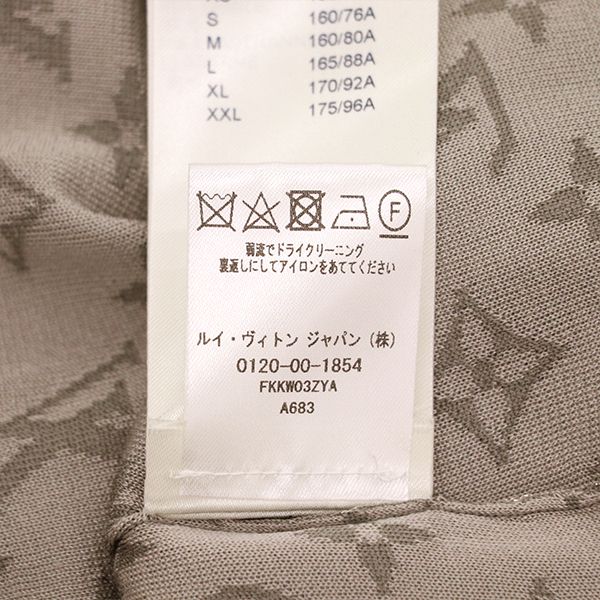 S 160/76A
M 160/80A
L 165/88A
XL 170/92A
XXL 175/96A
F
弱流でドライクリーニング
裏返しにしてアイロンをあててください
ルイ・ヴィトン ジャパン (株)
0120-00-1854
FKKW03ZYA
A683